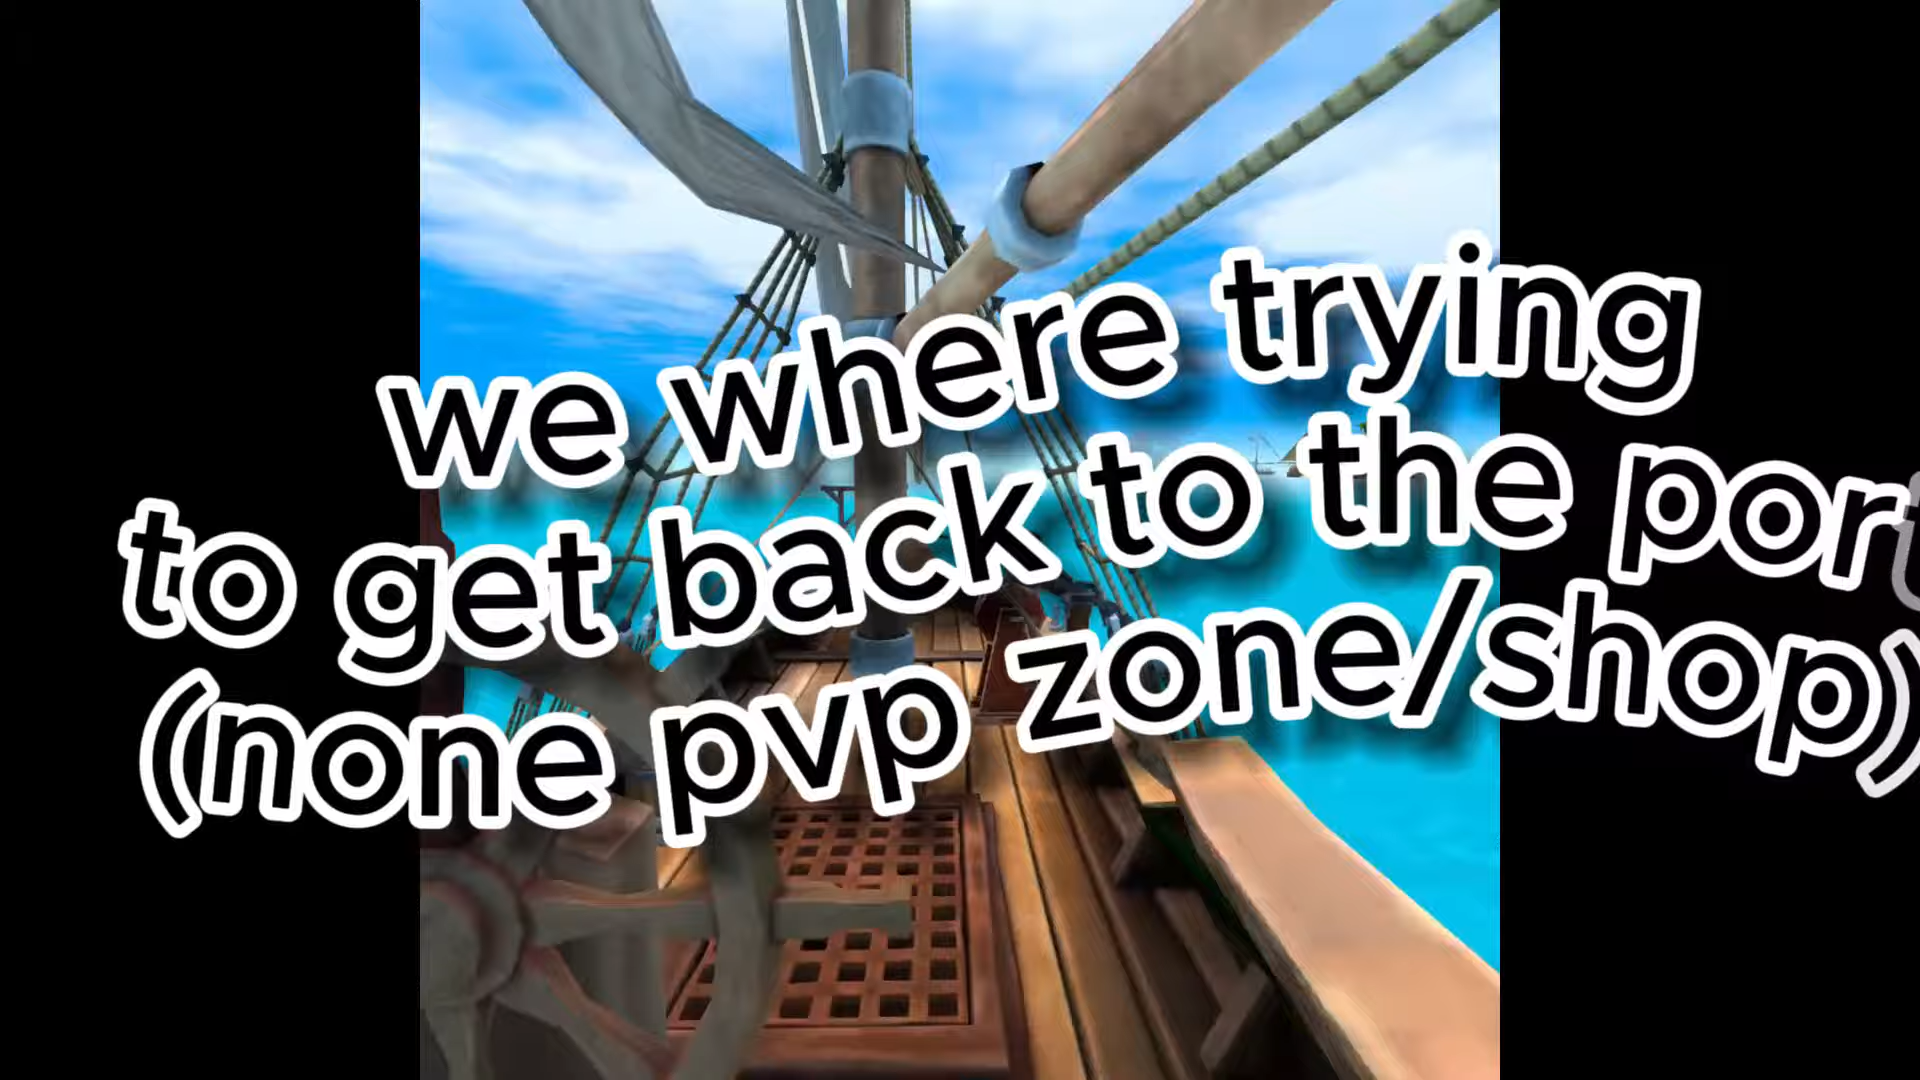 we where trying
to get back to the port
(none pvp zone/shop)